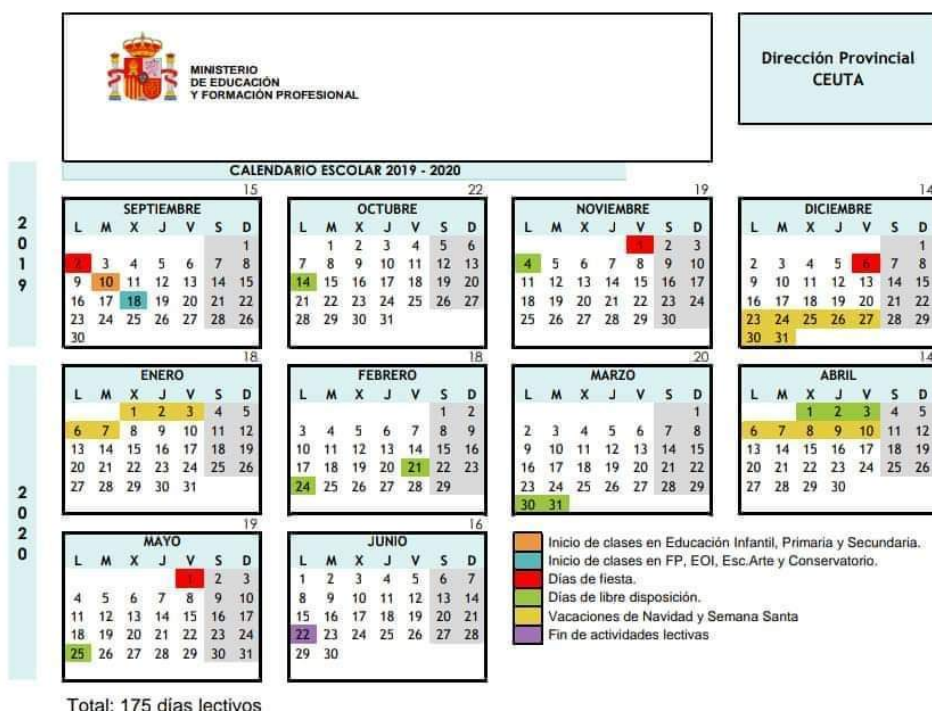 MINISTERIO
DE EDUCACIÓN
Y FORMACIÓN PROFESIONAL
Dirección Provincial
CEUTA
CALENDARIO ESCOLAR 2019 - 2020
2019
15
SEPTIEMBRE
L M X J V S D
1
2 3 4 5 6 7 8
9 10 11 12 13 14 15
16 17 18 19 20 21 22
23 24 25 26 27 28 26
30
22
OCTUBRE
L M X J V S D
1 2 3 4 5 6
7 8 9 10 11 12 13
14 15 16 17 18 19 20
21 22 23 24 25 26 27
28 29 30 31
19
NOVIEMBRE
L M X J V S D
1 2 3
4 5 6 7 8 9 10
11 12 13 14 15 16 17
18 19 20 21 22 23 24
25 26 27 28 29 30
14
DICIEMBRE
L M X J V S D
1
2 3 4 5 6 7 8
9 10 11 12 13 14 15
16 17 18 19 20 21 22
23 24 25 26 27 28 29
30 31
2020
18
ENERO
L M X J V S D
1 2 3 4 5
6 7 8 9 10 11 12
13 14 15 16 17 18 19
20 21 22 23 24 25 26
27 28 29 30 31
18
FEBRERO
L M X J V S D
1 2
3 4 5 6 7 8 9
10 11 12 13 14 15 16
17 18 19 20 21 22 23
24 25 26 27 28 29
20
MARZO
L M X J V S D
1
2 3 4 5 6 7 8
9 10 11 12 13 14 15
16 17 18 19 20 21 22
23 24 25 26 27 28 29
30 31
14
ABRIL
L M X J V S D
1 2 3 4 5
6 7 8 9 10 11 12
13 14 15 16 17 18 19
20 21 22 23 24 25 26
27 28 29 30
19
MAYO
L M X J V S D
1 2 3
4 5 6 7 8 9 10
11 12 13 14 15 16 17
18 19 20 21 22 23 24
25 26 27 28 29 30 31
16
JUNIO
L M X J V S D
1 2 3 4 5 6 7
8 9 10 11 12 13 14
15 16 17 18 19 20 21
22 23 24 25 26 27 28
29 30
Inicio de clases en Educación Infantil, Primaria y Secundaria.
Inicio de clases en FP, EOI, Esc.Arte y Conservatorio.
Días de fiesta.
Días de libre disposición.
Vacaciones de Navidad y Semana Santa
Fin de actividades lectivas
Total: 175 días lectivos